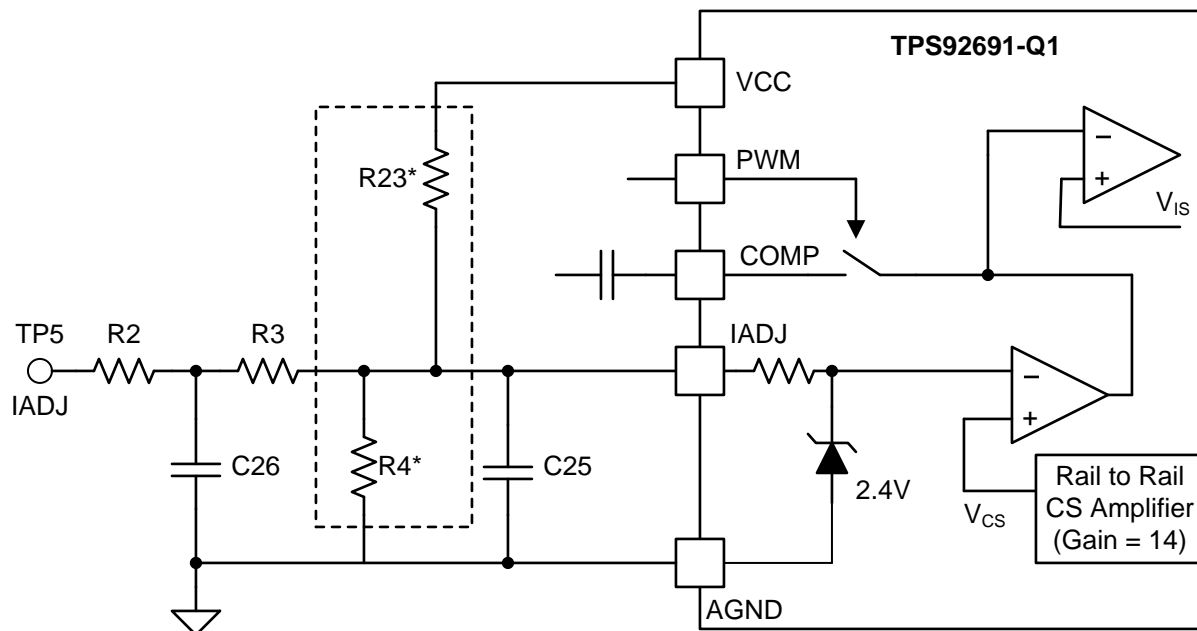 TPS92691-Q1
VCC
PWM
R23*
V_IS
COMP
TP5
R2
R3
IADJ
IADJ
C26
R4*
C25
2.4V
V_CS
Rail to Rail
CS Amplifier
(Gain = 14)
AGND